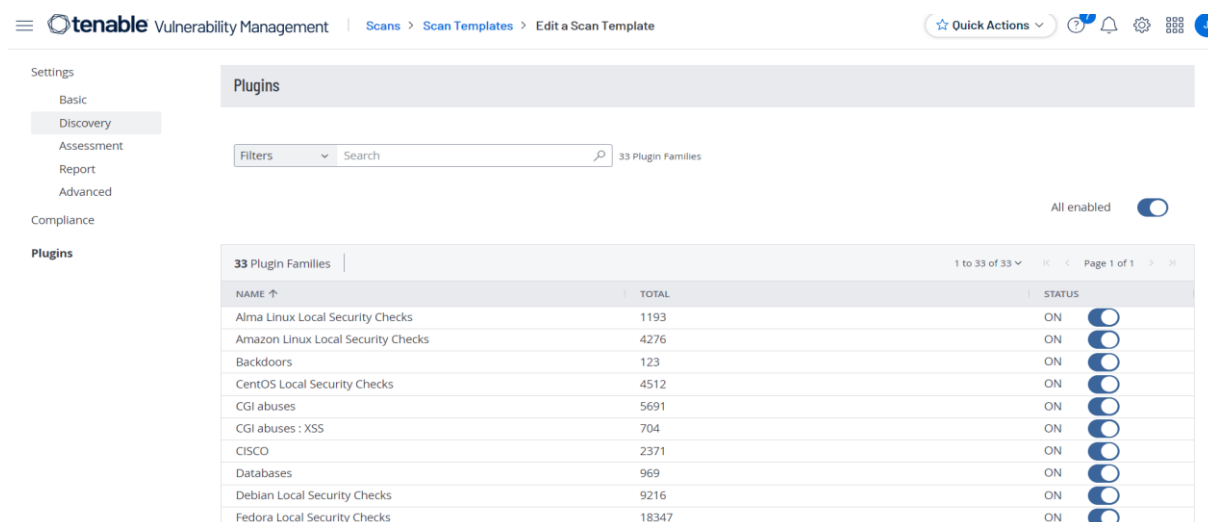 tenable Vulnerability Management Scans > Scan Templates > Edit a Scan Template Quick Actions 7
Settings
Basic
Discovery
Assessment
Report
Advanced
Compliance
Plugins
Plugins
Filters Search 33 Plugin Families
All enabled
33 Plugin Families 1 to 33 of 33 Page 1 of 1
NAME TOTAL STATUS
Alma Linux Local Security Checks 1193 ON
Amazon Linux Local Security Checks 4276 ON
Backdoors 123 ON
CentOS Local Security Checks 4512 ON
CGI abuses 5691 ON
CGI abuses : XSS 704 ON
CISCO 2371 ON
Databases 969 ON
Debian Local Security Checks 9216 ON
Fedora Local Security Checks 18347 ON